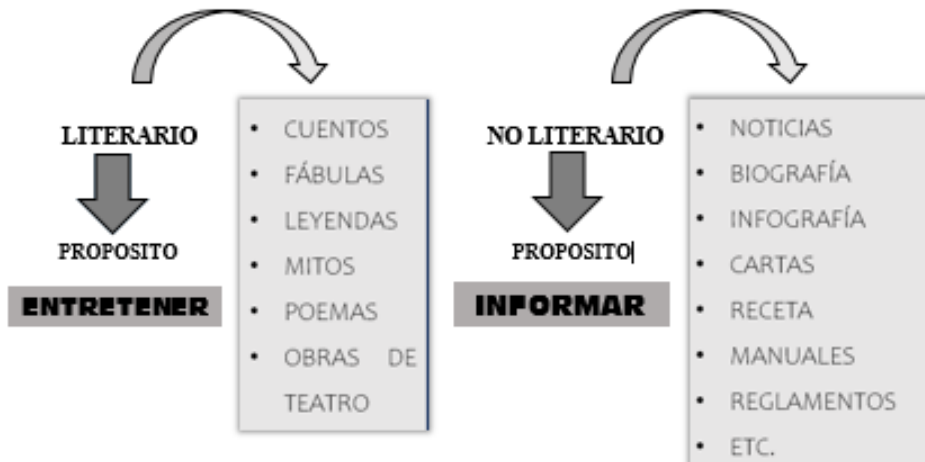 LITERARIO
PROPOSITO
ENTRETENER
• CUENTOS
• FÁBULAS
• LEYENDAS
• MITOS
• POEMAS
• OBRAS DE
TEATRO
NO LITERARIO
PROPOSITO
INFORMAR
• NOTICIAS
• BIOGRAFÍA
• INFOGRAFÍA
• CARTAS
• RECETA
• MANUALES
• REGLAMENTOS
• ETC.